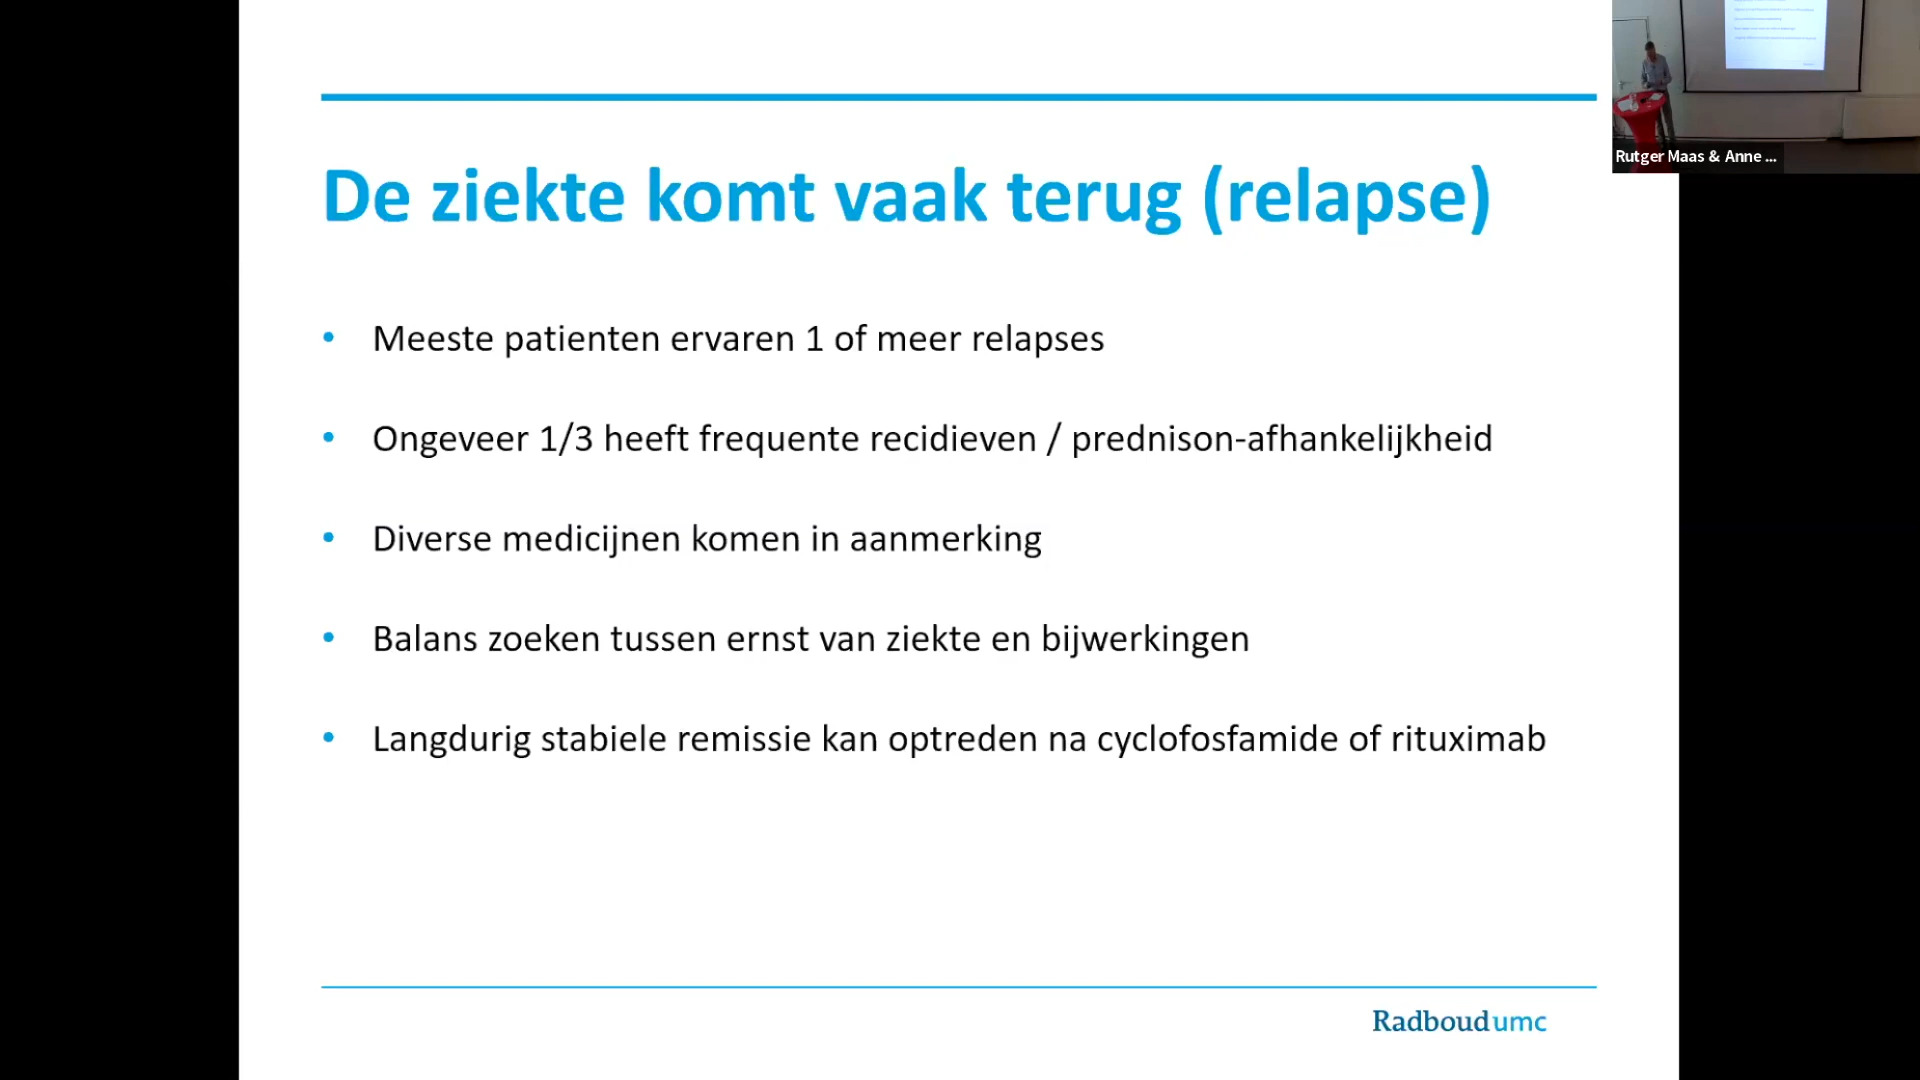 De ziekte komt vaak terug (relapse)
• Meeste patienten ervaren 1 of meer relapses
• Ongeveer 1/3 heeft frequente recidieven / prednison-afhankelijkheid
• Diverse medicijnen komen in aanmerking
• Balans zoeken tussen ernst van ziekte en bijwerkingen
• Langdurig stabiele remissie kan optreden na cyclofosfamide of rituximab
Radboudumc
Rutger Maas & Anne ...